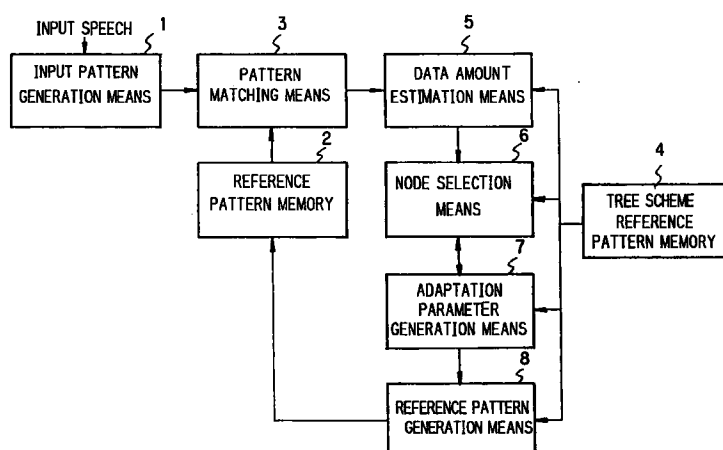 INPUT SPEECH
1
INPUT PATTERN
GENERATION MEANS
3
PATTERN
MATCHING MEANS
5
DATA AMOUNT
ESTIMATION MEANS
2
REFERENCE
PATTERN MEMORY
6
NODE SELECTION
MEANS
4
TREE SCHEME
REFERENCE
PATTERN MEMORY
7
ADAPTATION
PARAMETER
GENERATION MEANS
8
REFERENCE PATTERN
GENERATION MEANS